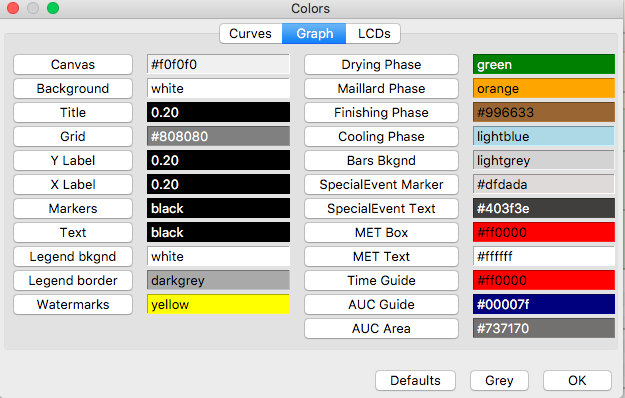 Colors
Curves Graph LCDs
Canvas #f0f0f0 Drying Phase green
Background white Maillard Phase orange
Title 0.20 Finishing Phase #996633
Grid #808080 Cooling Phase lightblue
Y Label 0.20 Bars Bkgnd lightgrey
X Label 0.20 SpecialEvent Marker #dfdada
Markers black SpecialEvent Text #403f3e
Text black MET Box #ff0000
Legend bkgnd white MET Text #ffffff
Legend border darkgrey Time Guide #ff0000
Watermarks yellow AUC Guide #00007f
AUC Area #737170
Defaults Grey OK